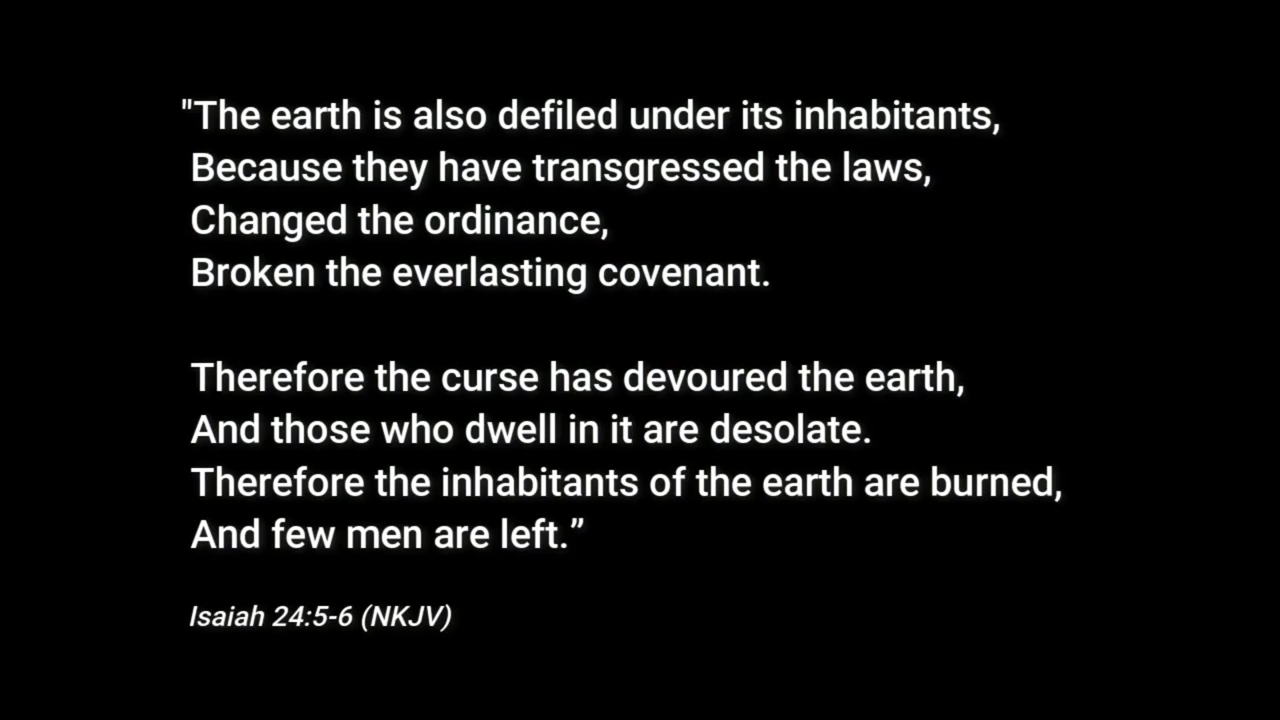 "The earth is also defiled under its inhabitants,
Because they have transgressed the laws,
Changed the ordinance,
Broken the everlasting covenant.
Therefore the curse has devoured the earth,
And those who dwell in it are desolate.
Therefore the inhabitants of the earth are burned,
And few men are left.”
Isaiah 24:5-6 (NKJV)